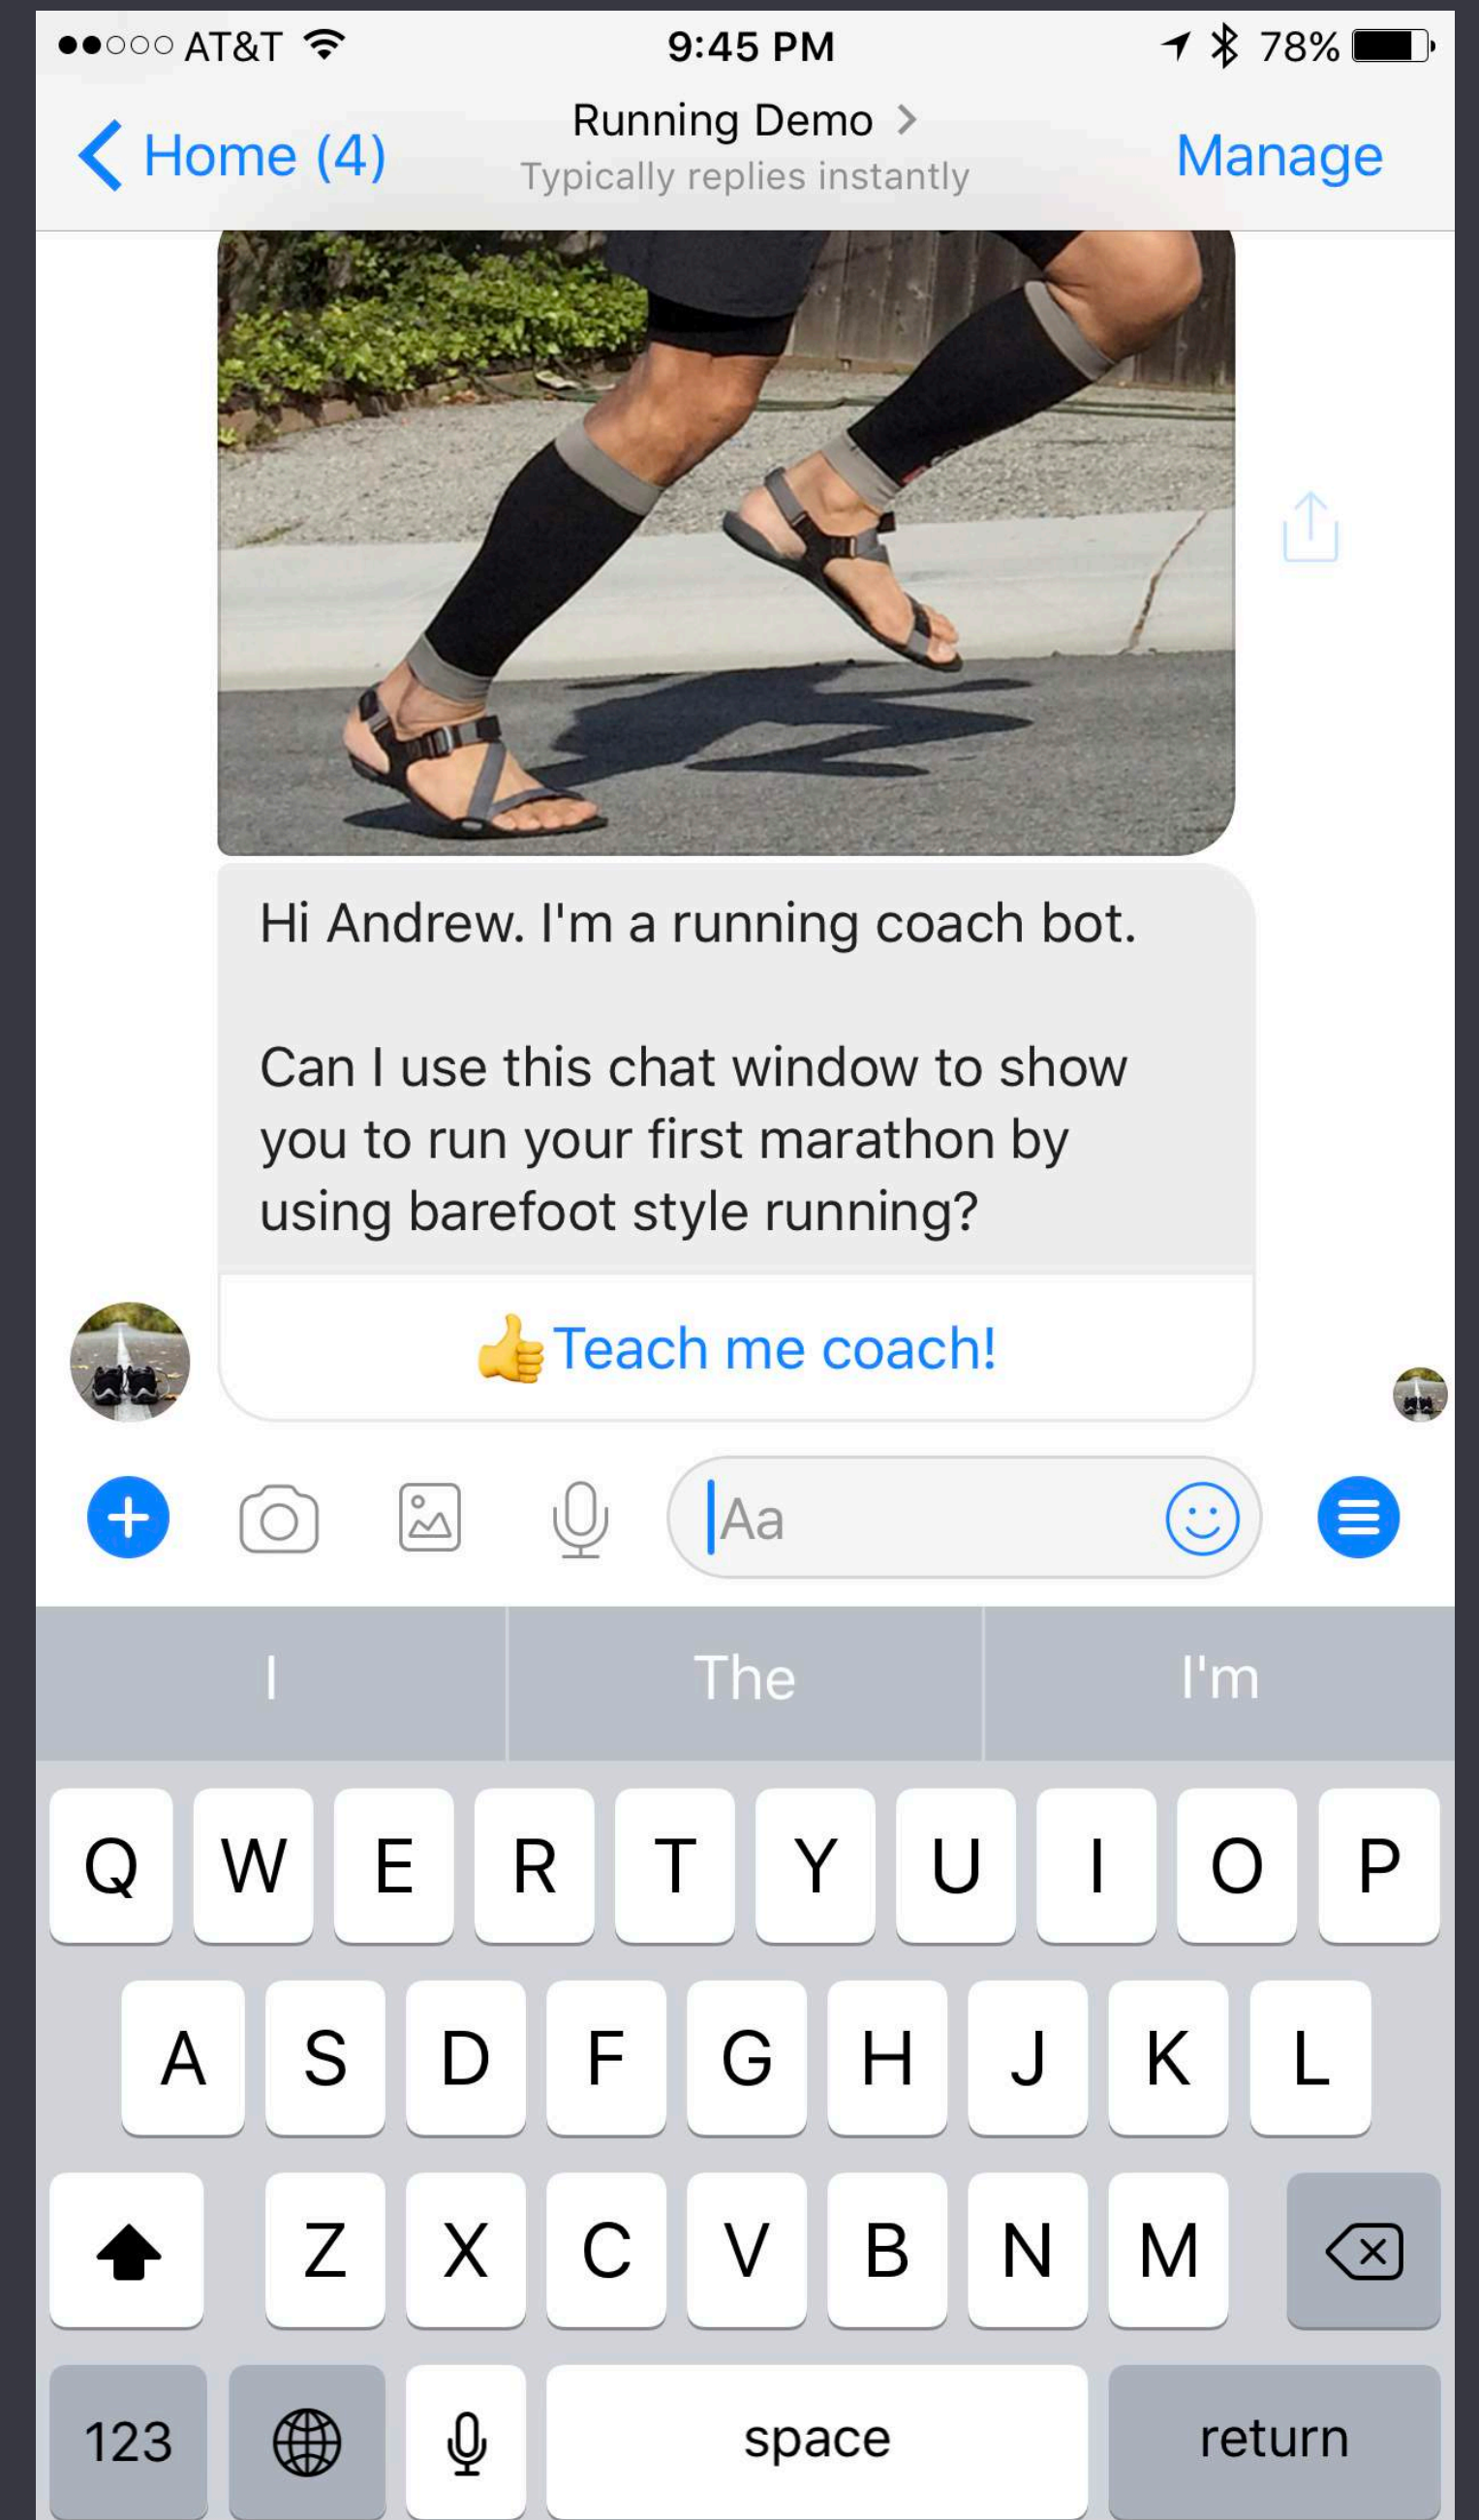 AT&T 9:45 PM 78%
Home (4) Running Demo Manage
Typically replies instantly
Hi Andrew. I'm a running coach bot.
Can I use this chat window to show
you to run your first marathon by
using barefoot style running?
👍Teach me coach!
Aa
I The I'm
Q W E R T Y U I O P
A S D F G H J K L
Z X C V B N M
123 space return